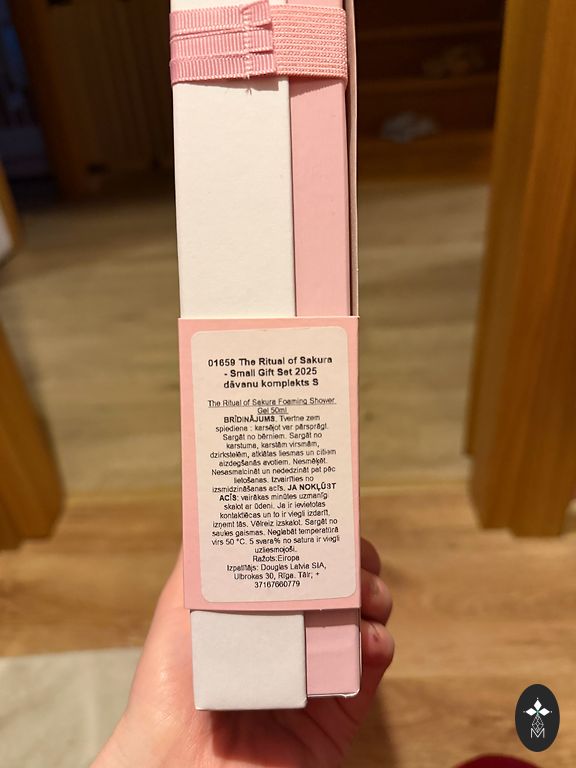 01659 The Ritual of Sakura
- Small Gift Set 2025
dāvanu komplekts S
The Ritual of Sakura Foaming Shower
Gel 50ml
BRĪDINĀJUMS. Tvertne zem
spiediena : karsējot var pārsprāgt.
Sargāt no bērniem. Sargāt no
karstuma, karstām virsmām,
dzirkstelēm, atklātas liesmas un citiem
aizdegšanās avotiem. Nesmēķēt.
Nesasmalcināt un nededzināt pat pēc
lietošanas. Izvairīties no
izsmidzināšanas acīs. JA NOKĻŪST
ACĪS: vairākas minūtes uzmanīgi
skalot ar ūdeni. Ja ir ievietotas
kontaktlēcas un to ir viegli izdarīt,
izņemt tās. Vēlreiz izskalot. Sargāt no
saules gaismas. Neglabāt temperatūrā
virs 50 °C. 5 svara% no satura ir viegli
uzliesmojoši.
Ražots:Eiropa
Izplatītājs: Douglas Latvia SIA,
Ulbrokas 30, Rīga. Tālr; +
37167660779
M